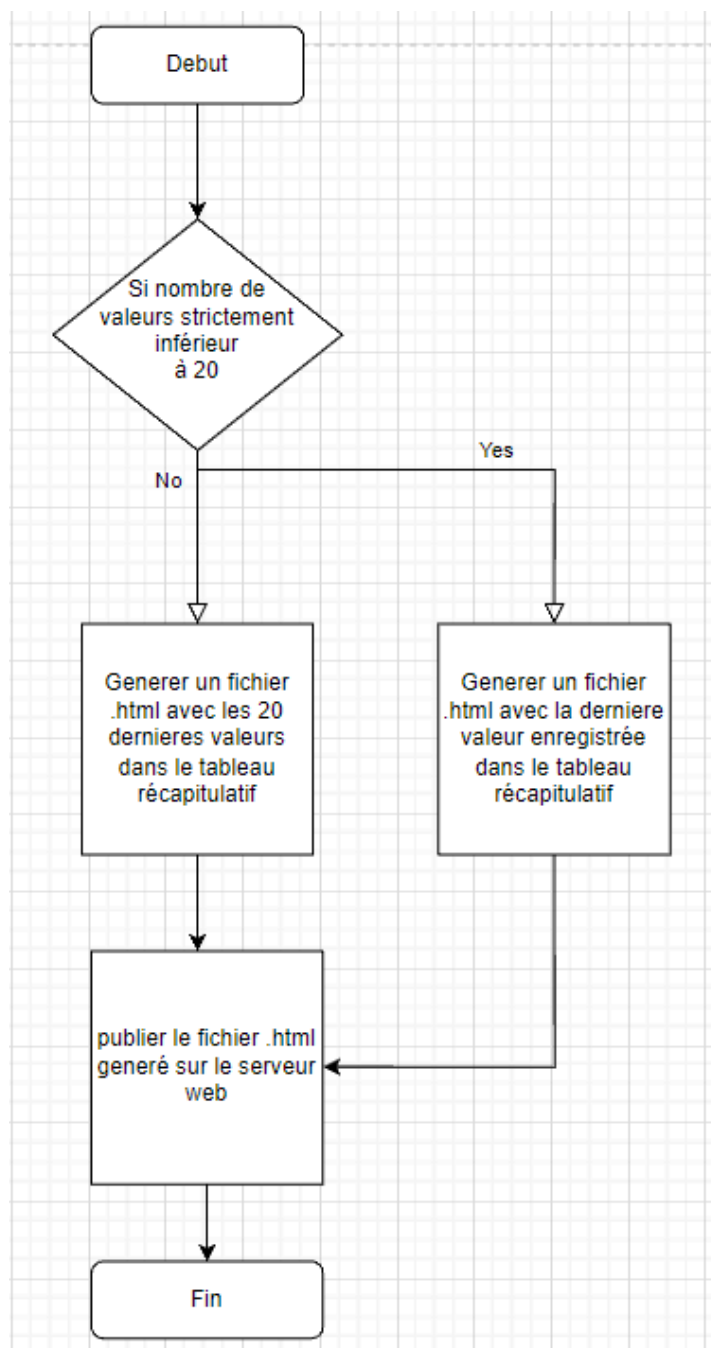 Debut
Si nombre de
valeurs strictement
inférieur
à 20
Yes
No
Generer un fichier
.html avec les 20
dernieres valeurs
dans le tableau
récapitulatif
Generer un fichier
.html avec la derniere
valeur enregistrée
dans le tableau
récapitulatif
publier le fichier .html
generé sur le serveur
web
Fin